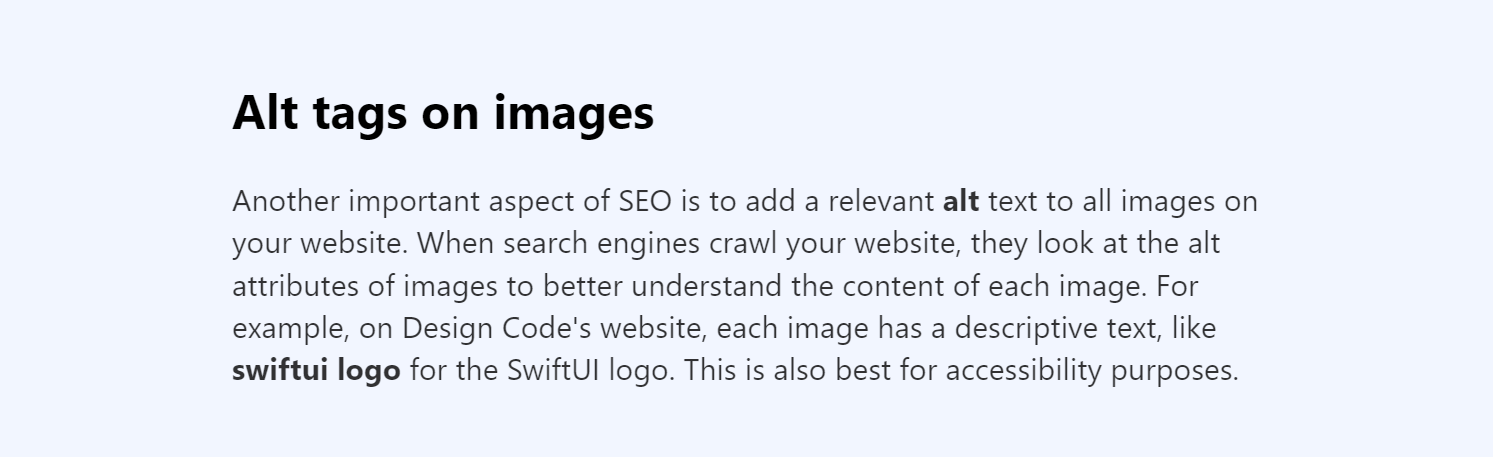 Alt tags on images
Another important aspect of SEO is to add a relevant alt text to all images on
your website. When search engines crawl your website, they look at the alt
attributes of images to better understand the content of each image. For
example, on Design Code's website, each image has a descriptive text, like
swiftui logo for the SwiftUI logo. This is also best for accessibility purposes.